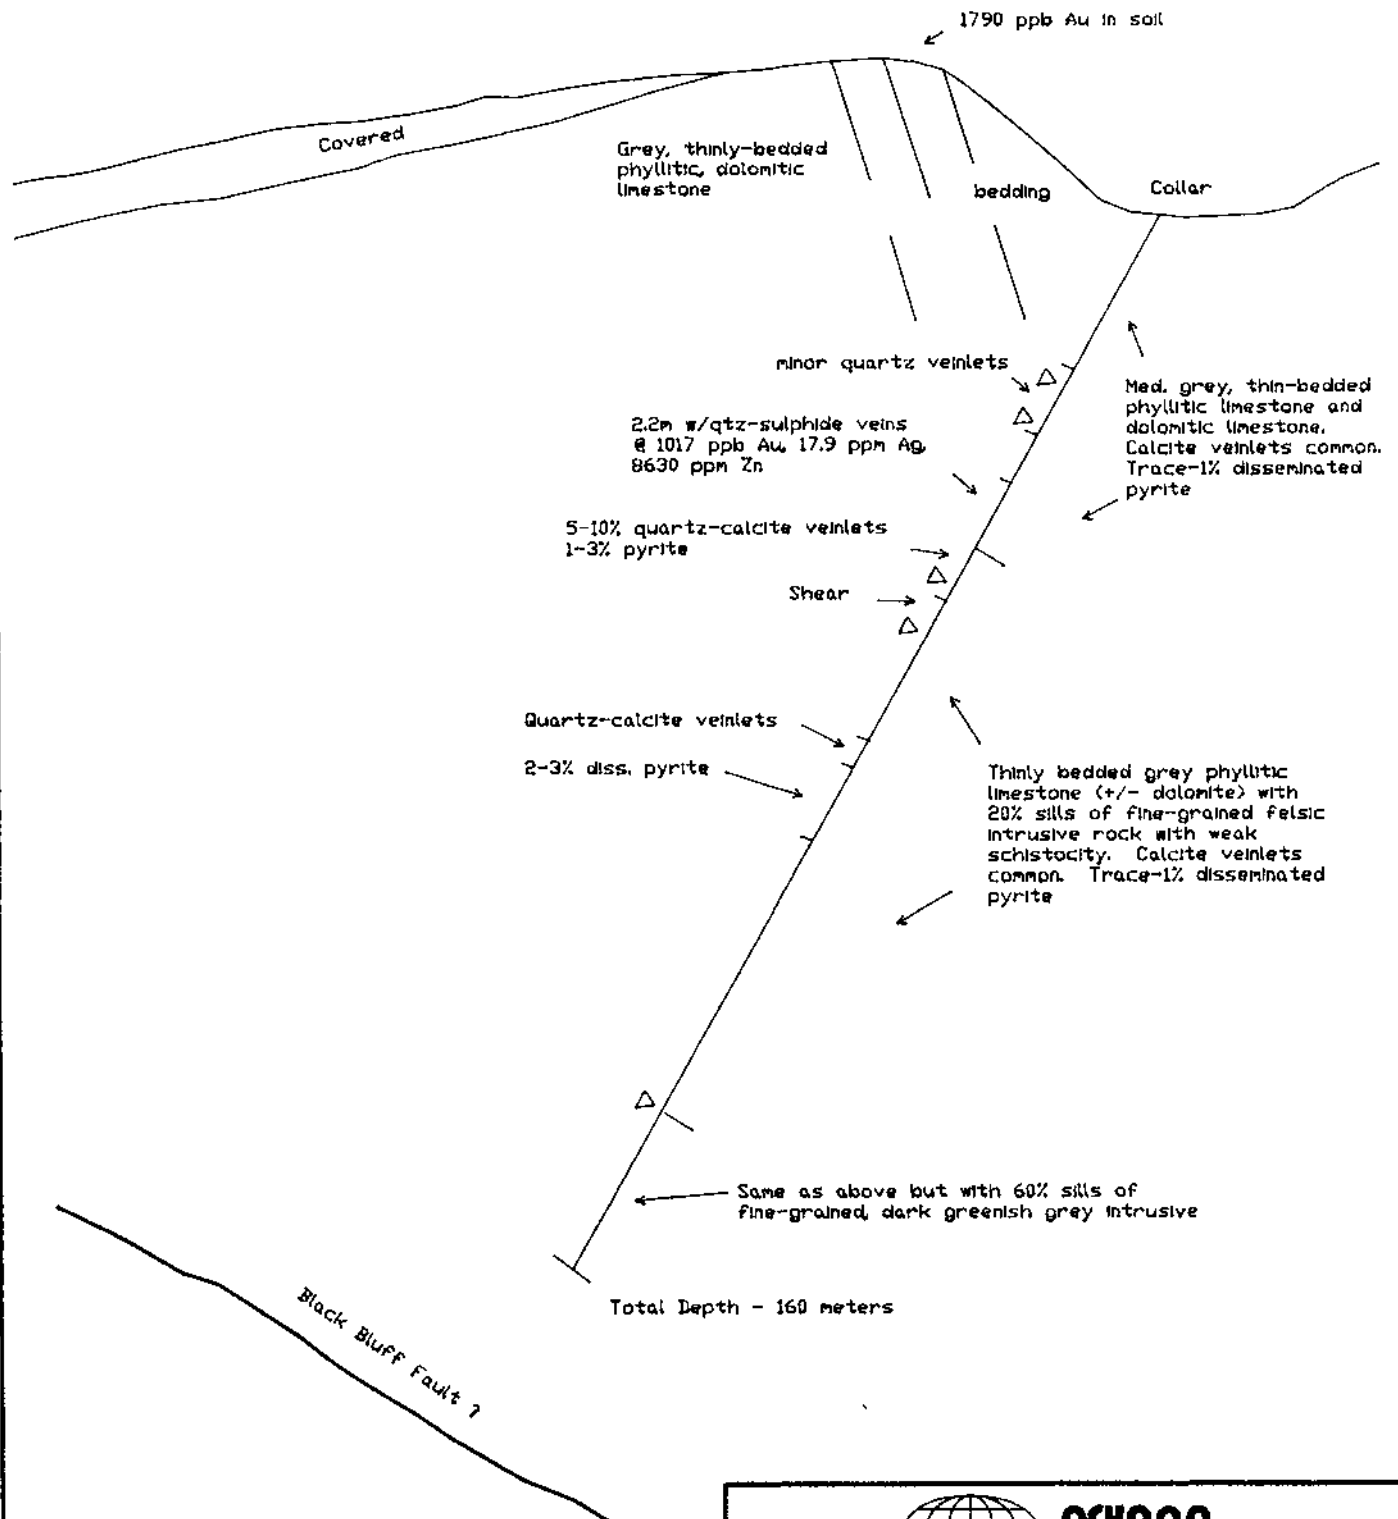 1790 ppb Au in soil
Covered
Grey, thinly-bedded
phyllitic, dolomitic
limestone
bedding
Collar
minor quartz veinlets
Med. grey, thin-bedded
phyllitic limestone and
dolomitic limestone.
Calcite veinlets common.
Trace-1% disseminated
pyrite
2.2m w/qtz-sulphide veins
@ 1017 ppb Au, 17.9 ppm Ag,
8630 ppm Zn
5-10% quartz-calcite veinlets
1-3% pyrite
Shear
Quartz-calcite veinlets
2-3% diss. pyrite
Thinly bedded grey phyllitic
limestone (+/- dolomite) with
20% sills of fine-grained felsic
intrusive rock with weak
schistocity. Calcite veinlets
common. Trace-1% disseminated
pyrite
Same as above but with 60% sills of
fine-grained, dark greenish grey intrusive
Total Depth - 160 meters
Black Bluff Fault ?